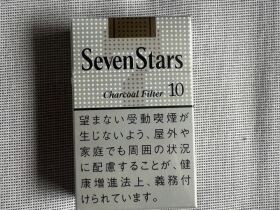 SevenStars
Charcoal Filter 10
望まない受動喫煙が
生じないよう、屋外や
家庭でも周囲の状況
に配慮することが、健
康増進法上、義務付
けられています。